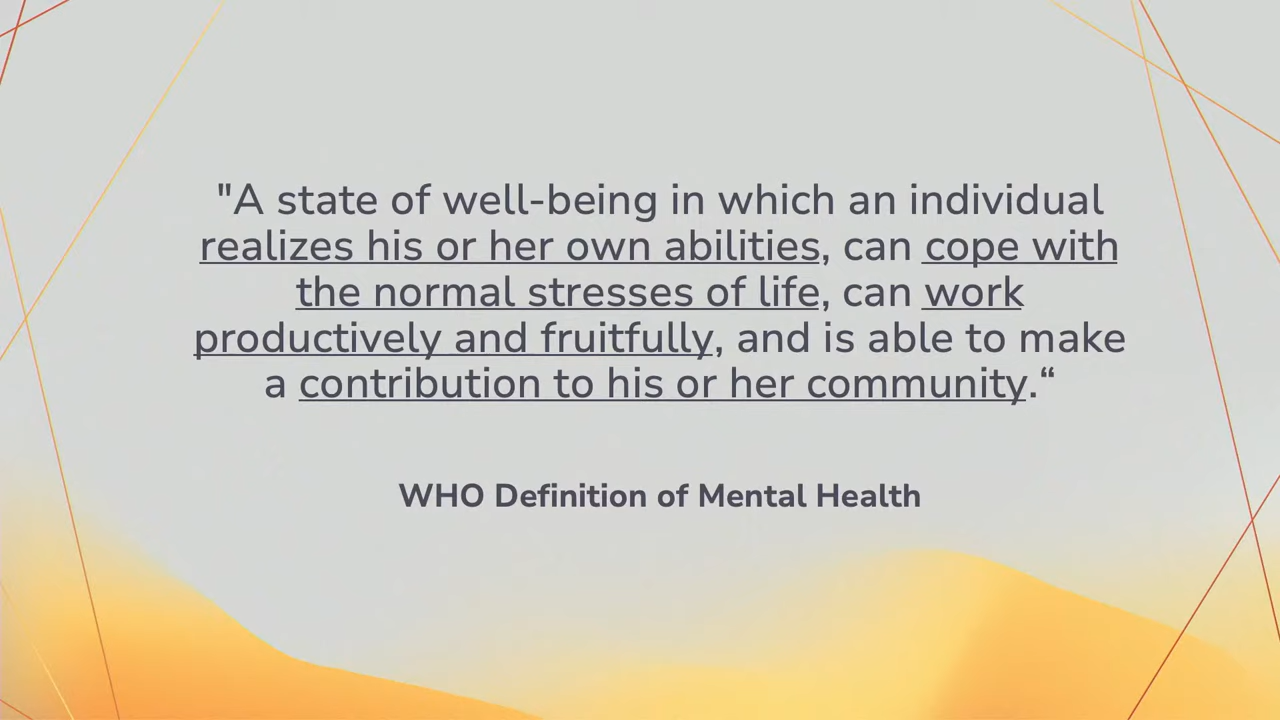 "A state of well-being in which an individual
realizes his or her own abilities, can cope with
the normal stresses of life, can work
productively and fruitfully, and is able to make
a contribution to his or her community.“
WHO Definition of Mental Health